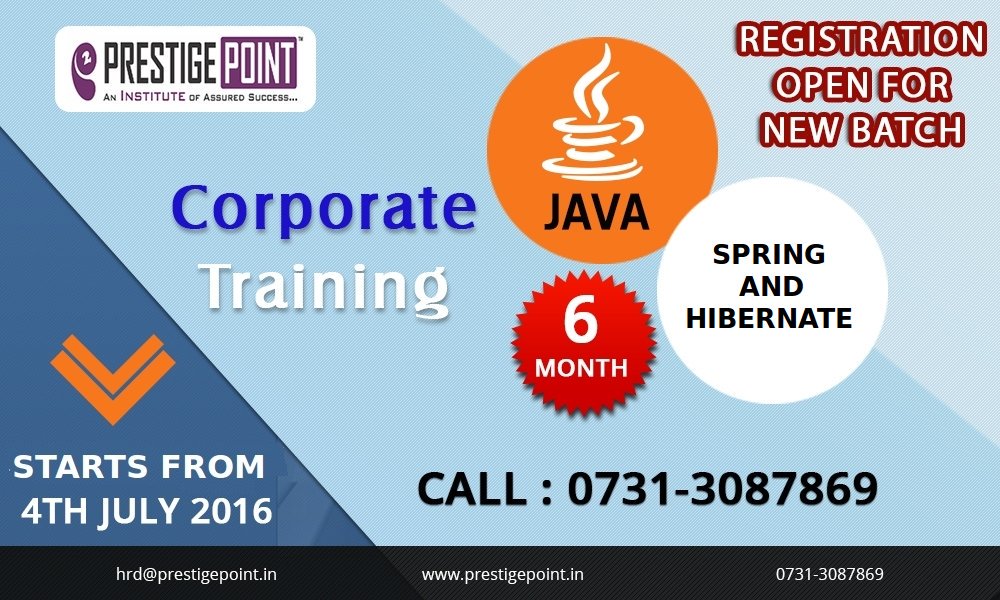 PRESTIGE POINT™
AN INSTITUTE OF ASSURED SUCCESS...
REGISTRATION
OPEN FOR
NEW BATCH
JAVA
Corporate
Training
SPRING
AND
HIBERNATE
6
MONTH
STARTS FROM
4TH JULY 2016
CALL : 0731-3087869
hrd@prestigepoint.in www.prestigepoint.in 0731-3087869